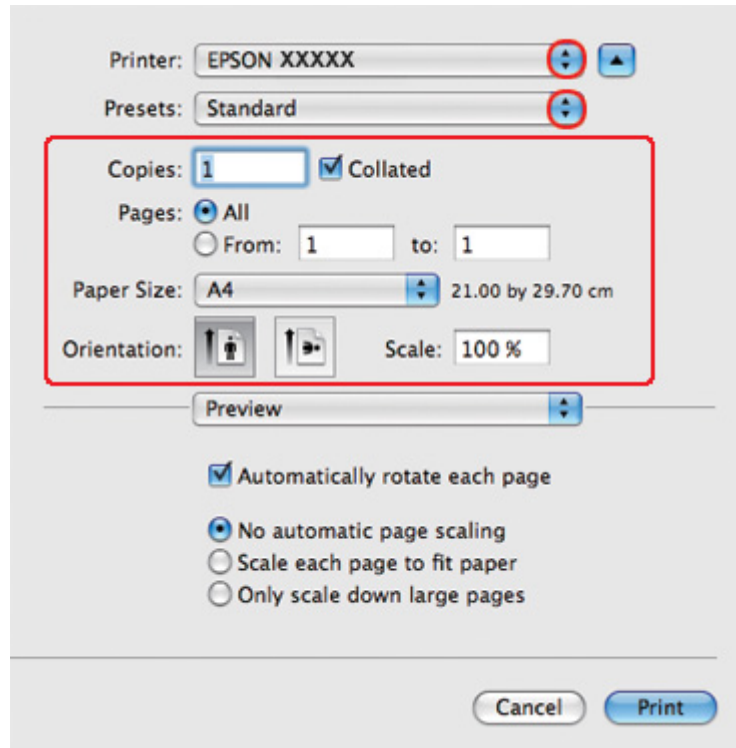 Printer: EPSON XXXXX
Presets: Standard
Copies: 1 Collated
Pages: All
From: 1 to: 1
Paper Size: A4 21.00 by 29.70 cm
Orientation: Scale: 100 %
Preview
Automatically rotate each page
No automatic page scaling
Scale each page to fit paper
Only scale down large pages
Cancel Print